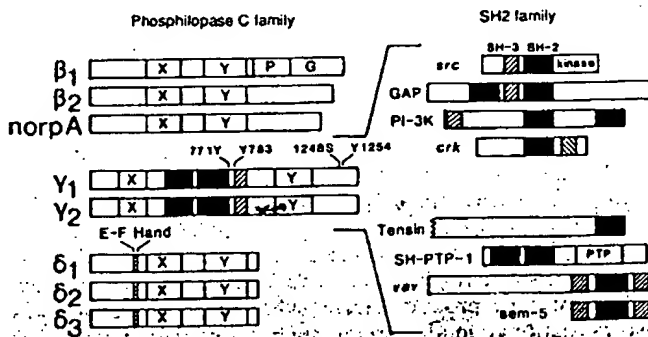 Phosphilopase C family
SH2 family
β1 X Y P G
β2 X Y
norpA X Y
771Y Y783 1248S Y1254
γ1 X Y
γ2 X Y
E-F Hand
δ1 X Y
δ2 X Y
δ3 X Y
SH-3 SH-2
src kinase
GAP
PI-3K
crk
Tensin
SH-PTP-1 PTP
vav
sem-5